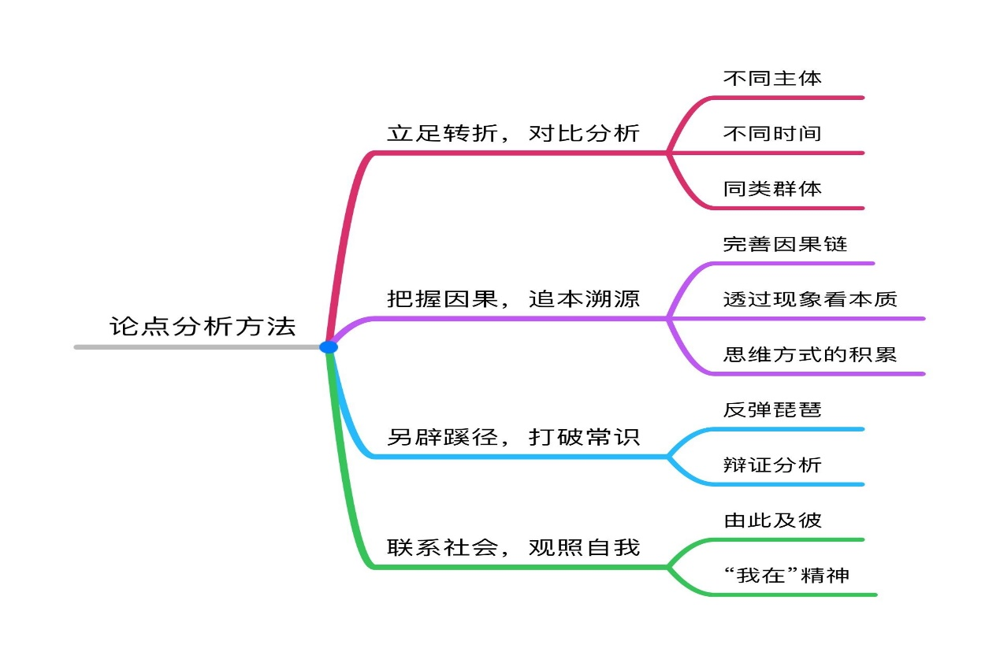 论点分析方法
立足转折，对比分析
不同主体
不同时间
同类群体
把握因果，追本溯源
完善因果链
透过现象看本质
思维方式的积累
另辟蹊径，打破常识
反弹琵琶
辩证分析
联系社会，观照自我
由此及彼
“我在”精神